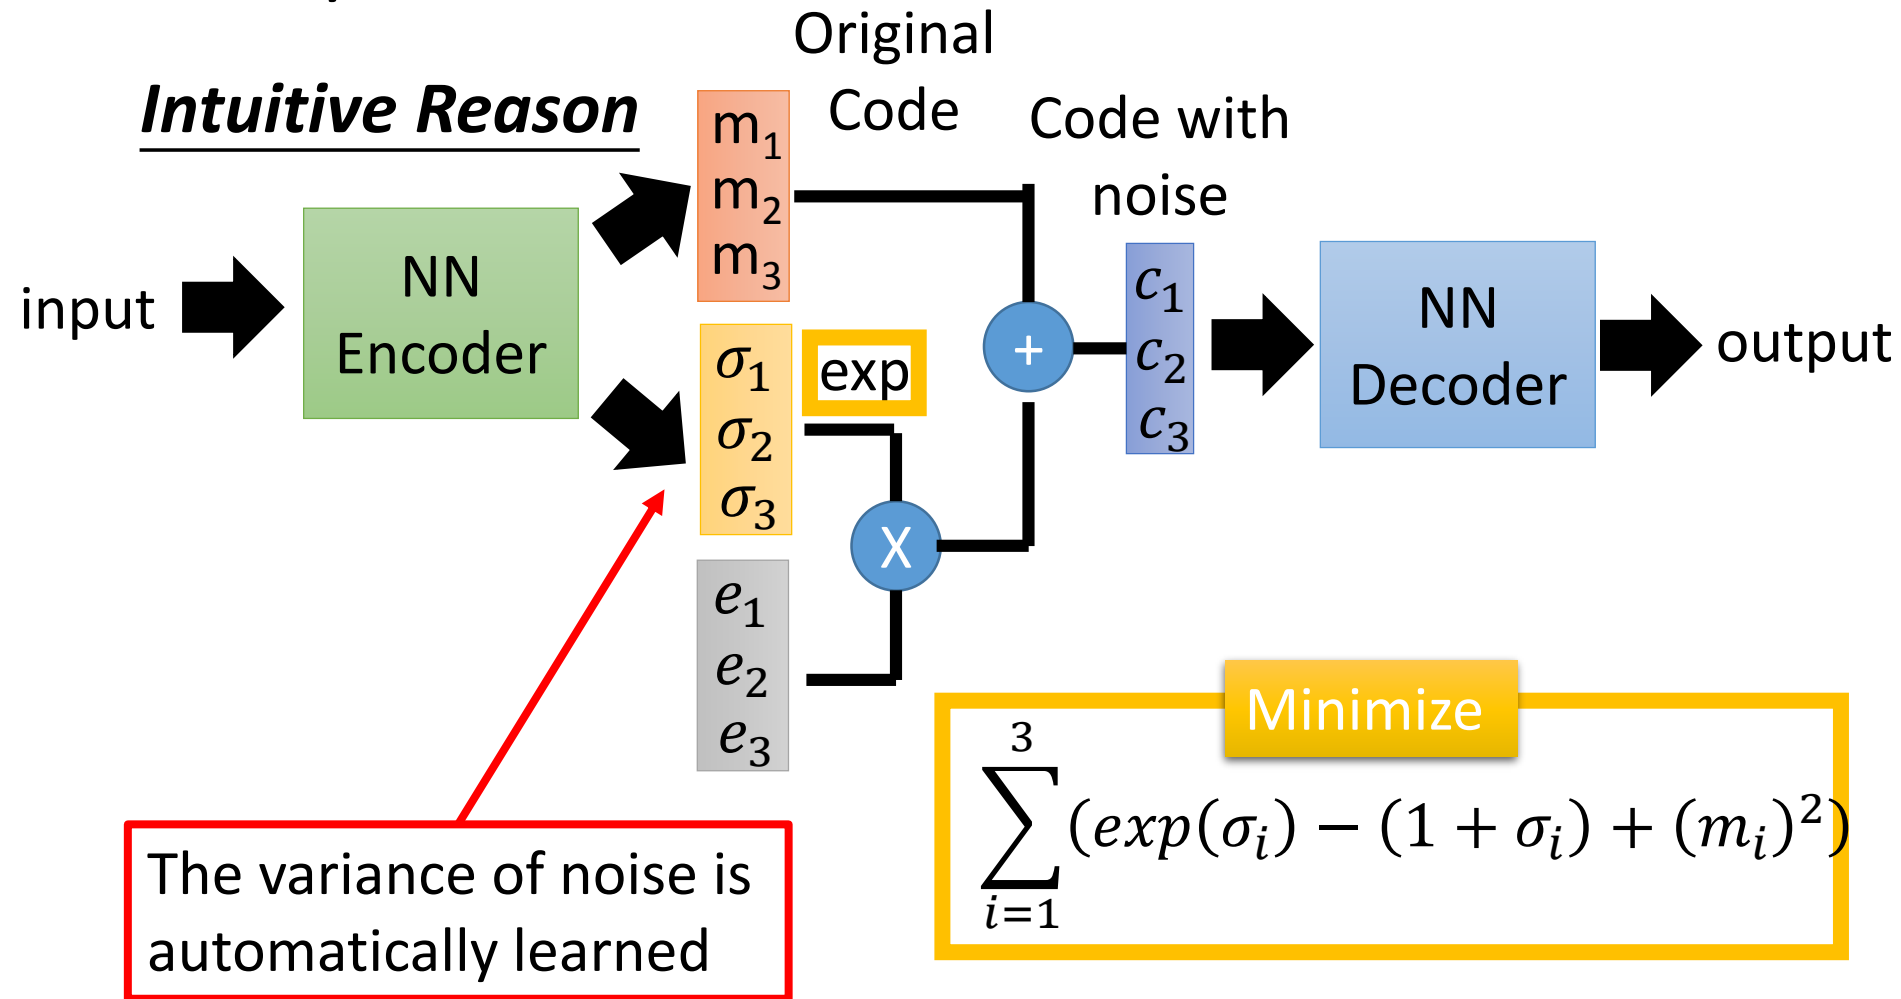 Intuitive Reason
Original
Code
Code with
noise
input
NN
Encoder
m₁
m₂
m₃
σ₁
σ₂
σ₃
exp
e₁
e₂
e₃
X
+
c₁
c₂
c₃
NN
Decoder
output
The variance of noise is
automatically learned
Minimize
∑_{i=1}^{3} (exp(σᵢ) − (1 + σᵢ) + (mᵢ)²)